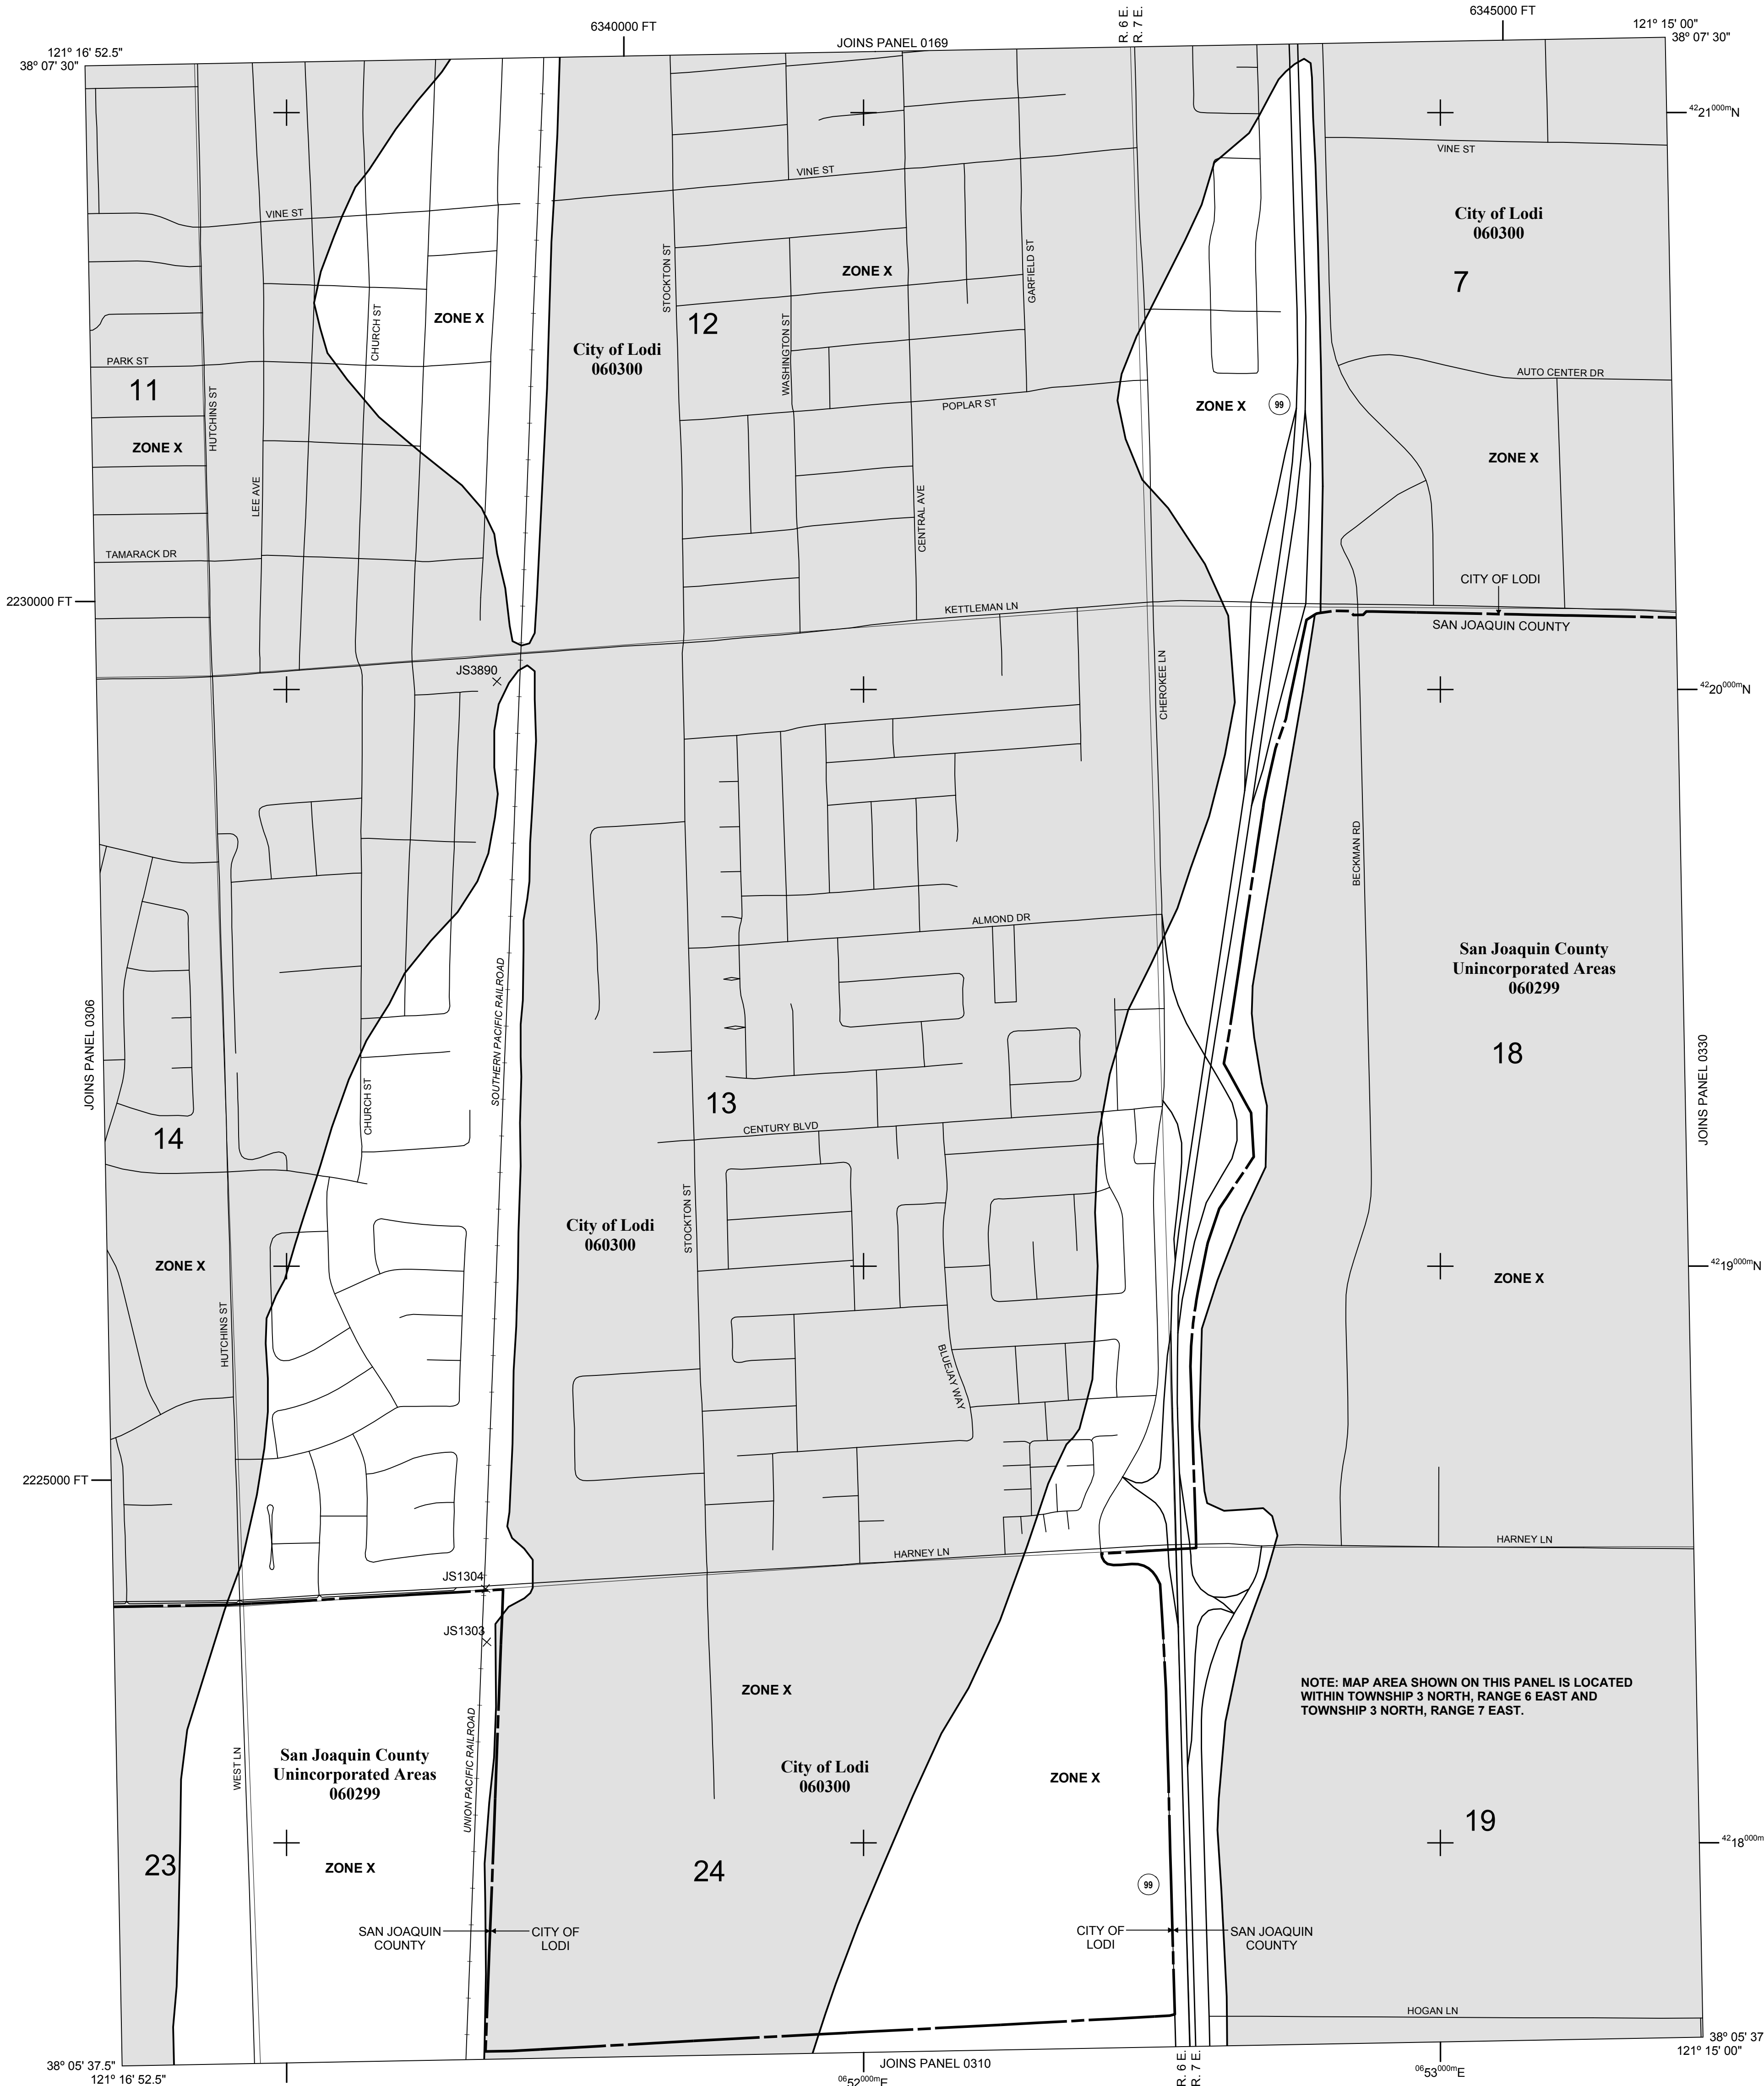 6340000 FT
JOINS PANEL 0169
R. 6 E.
R. 7 E.
6345000 FT
121° 15' 00"
38° 07' 30"
121° 16' 52.5"
38° 07' 30"
4221000mN
VINE ST
VINE ST
VINE ST
City of Lodi
060300
7
ZONE X
STOCKTON ST
GARFIELD ST
CHURCH ST
ZONE X
12
WASHINGTON ST
City of Lodi
060300
PARK ST
11
HUTCHINS ST
AUTO CENTER DR
POPLAR ST
ZONE X
99
ZONE X
ZONE X
LEE AVE
CENTRAL AVE
TAMARACK DR
CITY OF LODI
2230000 FT
KETTLEMAN LN
SAN JOAQUIN COUNTY
JS3890
CHEROKEE LN
4220000mN
BECKMAN RD
ALMOND DR
San Joaquin County
Unincorporated Areas
060299
SOUTHERN PACIFIC RAILROAD
JOINS PANEL 0306
18
JOINS PANEL 0330
CHURCH ST
13
CENTURY BLVD
14
STOCKTON ST
City of Lodi
060300
ZONE X
4219000mN
ZONE X
HUTCHINS ST
BLUEJAY WAY
2225000 FT
HARNEY LN
HARNEY LN
JS1304
JS1303
ZONE X
NOTE: MAP AREA SHOWN ON THIS PANEL IS LOCATED
WITHIN TOWNSHIP 3 NORTH, RANGE 6 EAST AND
TOWNSHIP 3 NORTH, RANGE 7 EAST.
WEST LN
San Joaquin County
Unincorporated Areas
060299
UNION PACIFIC RAILROAD
City of Lodi
060300
ZONE X
19
4218000m
23
ZONE X
24
99
SAN JOAQUIN
COUNTY
CITY OF
LODI
CITY OF
LODI
SAN JOAQUIN
COUNTY
HOGAN LN
38° 05' 37.5"
121° 16' 52.5"
JOINS PANEL 0310
0652000mE
R. 6 E.
R. 7 E.
0653000mE
38° 05' 37
121° 15' 00"